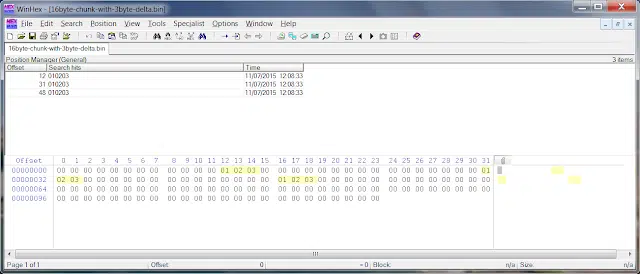 WinHex - [16byte-chunk-with-3byte-delta.bin]
File Edit Search Position View Tools Specialist Options Window Help
16byte-chunk-with-3byte-delta.bin
Position Manager (General) 3 items
Offset Search hits Time
12 010203 11/07/2015 12:08:33
31 010203 11/07/2015 12:08:33
48 010203 11/07/2015 12:08:33
Offset 0 1 2 3 4 5 6 7 8 9 10 11 12 13 14 15 16 17 18 19 20 21 22 23 24 25 26 27 28 29 30 31
00000000 00 00 00 00 00 00 00 00 00 00 00 00 01 02 03 00 00 00 00 00 00 00 00 00 00 00 00 00 00 00 00 01
00000032 02 03 00 00 00 00 00 00 00 00 00 00 00 00 00 00 01 02 03 00 00 00 00 00 00 00 00 00 00 00 00 00
00000064 00 00 00 00 00 00 00 00 00 00 00 00 00 00 00 00 00 00 00 00 00 00 00 00 00 00 00 00 00 00 00 00
00000096 00 00 00 00 00 00 00 00 00 00 00 00 00 00 00 00 00 00 00 00 00 00 00 00
Page 1 of 1 Offset: 0 = 0 Block: n/a Size: n/a